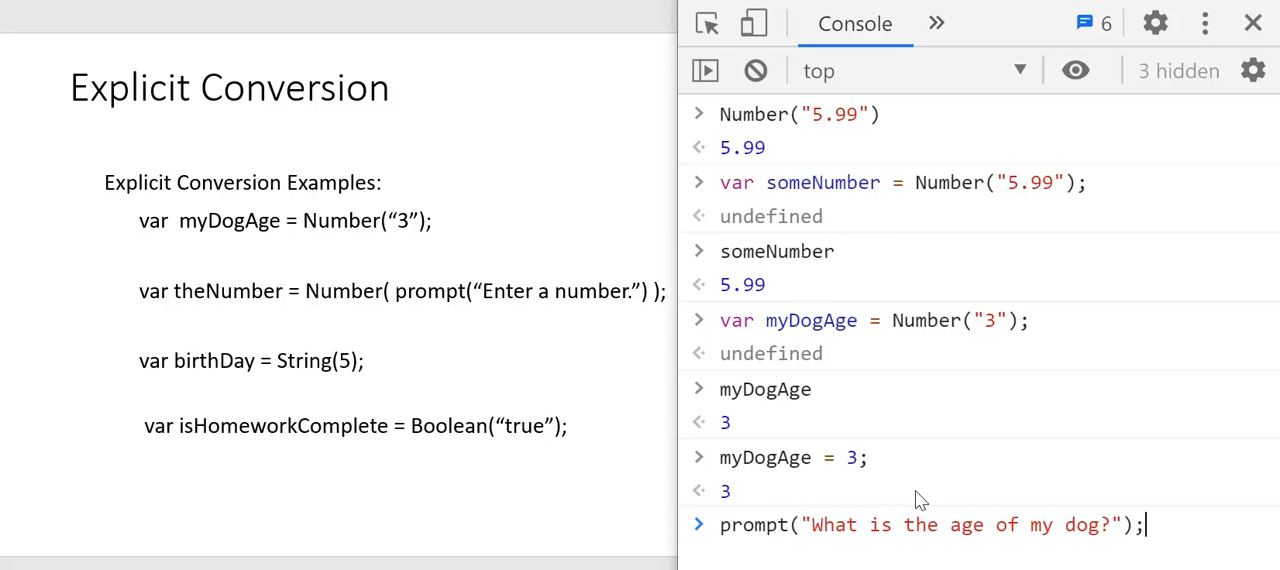 Explicit Conversion
Explicit Conversion Examples:
var  myDogAge = Number(“3”);
var theNumber = Number( prompt(“Enter a number.”) );
var birthDay = String(5);
var isHomeworkComplete = Boolean(“true”);
Console » 6
top 3 hidden
> Number("5.99")
5.99
> var someNumber = Number("5.99");
undefined
> someNumber
5.99
> var myDogAge = Number("3");
undefined
> myDogAge
3
> myDogAge = 3;
3
> prompt("What is the age of my dog?");